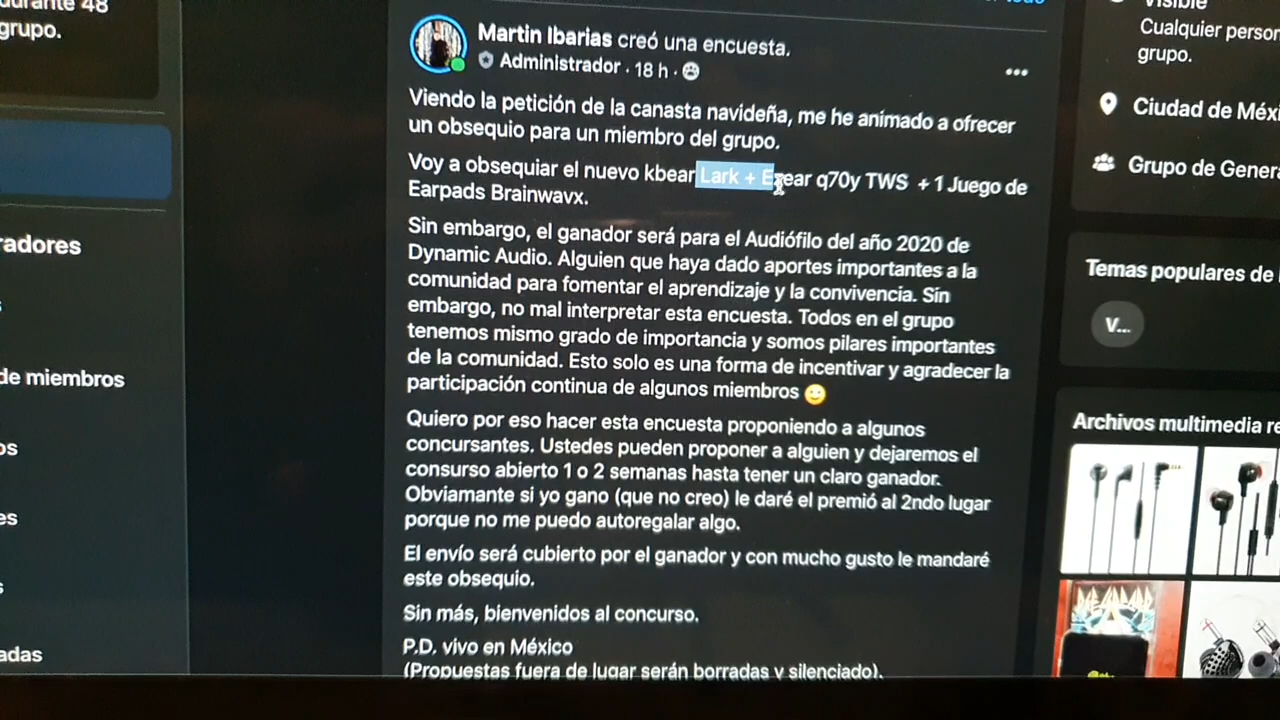 durante 48
grupo.
radores
de miembros
os
es
adas
Martin Ibarias creó una encuesta.
Administrador · 18 h ·
Viendo la petición de la canasta navideña, me he animado a ofrecer
un obsequio para un miembro del grupo.
Voy a obsequiar el nuevo kbear Lark + Ezear q70y TWS + 1 Juego de
Earpads Brainwavx.
Sin embargo, el ganador será para el Audiófilo del año 2020 de
Dynamic Audio. Alguien que haya dado aportes importantes a la
comunidad para fomentar el aprendizaje y la convivencia. Sin
embargo, no mal interpretar esta encuesta. Todos en el grupo
tenemos mismo grado de importancia y somos pilares importantes
de la comunidad. Esto solo es una forma de incentivar y agradecer la
participación continua de algunos miembros
Quiero por eso hacer esta encuesta proponiendo a algunos
concursantes. Ustedes pueden proponer a alguien y dejaremos el
consurso abierto 1 o 2 semanas hasta tener un claro ganador.
Obviamante si yo gano (que no creo) le daré el premió al 2ndo lugar
porque no me puedo autoregalar algo.
El envío será cubierto por el ganador y con mucho gusto le mandaré
este obsequio.
Sin más, bienvenidos al concurso.
P.D. vivo en México
(Propuestas fuera de lugar serán borradas y silenciado).
Visible
Cualquier person
grupo.
Ciudad de Méxi
Grupo de Genera
Temas populares de
V...
Archivos multimedia re